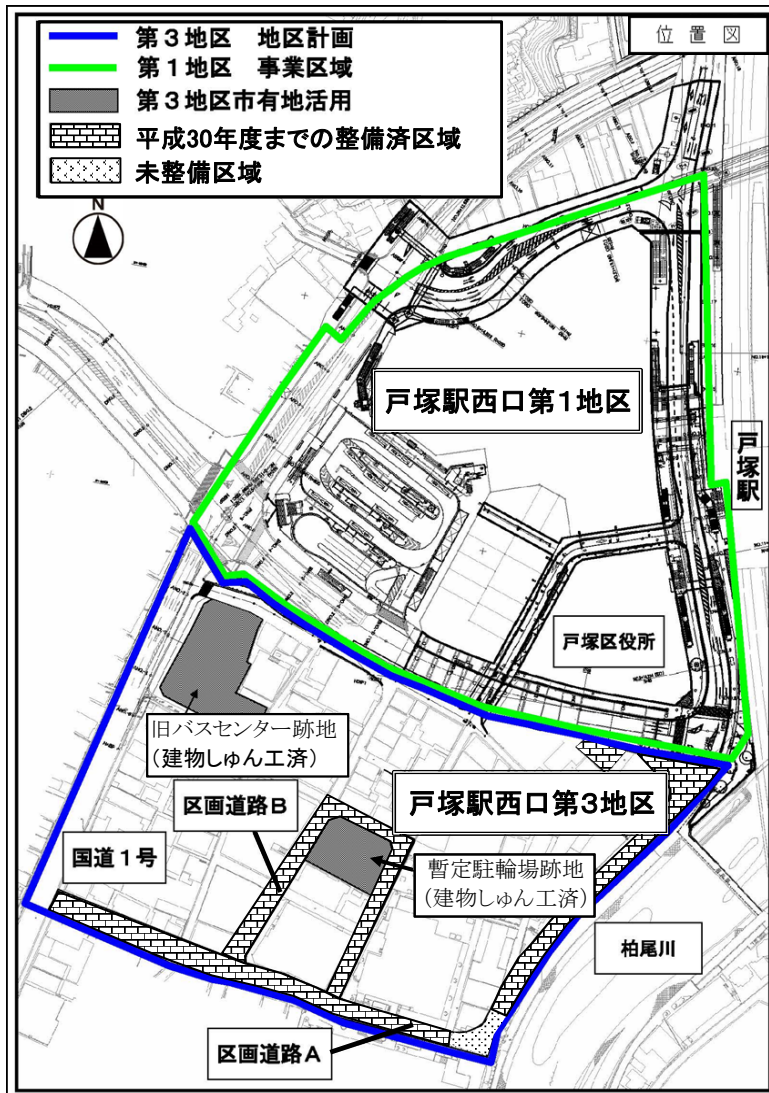 位置図
第3地区 地区計画
第1地区 事業区域
第3地区市有地活用
平成30年度までの整備済区域
未整備区域
N
戸塚駅西口第1地区
戸塚駅
戸塚区役所
旧バスセンター跡地
(建物しゅん工済)
戸塚駅西口第3地区
区画道路B
国道1号
暫定駐輪場跡地
(建物しゅん工済)
柏尾川
区画道路A